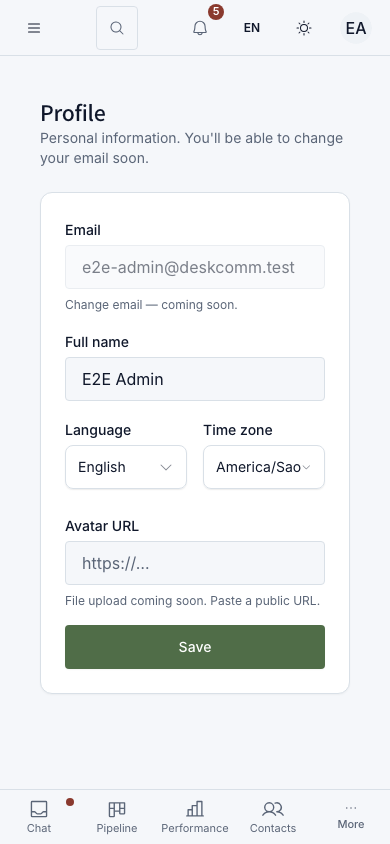 5
EN
EA
Profile
Personal information. You'll be able to change
your email soon.
Email
e2e-admin@deskcomm.test
Change email — coming soon.
Full name
E2E Admin
Language
Time zone
English
America/Sao
Avatar URL
https://...
File upload coming soon. Paste a public URL.
Save
Chat
Pipeline
Performance
Contacts
More